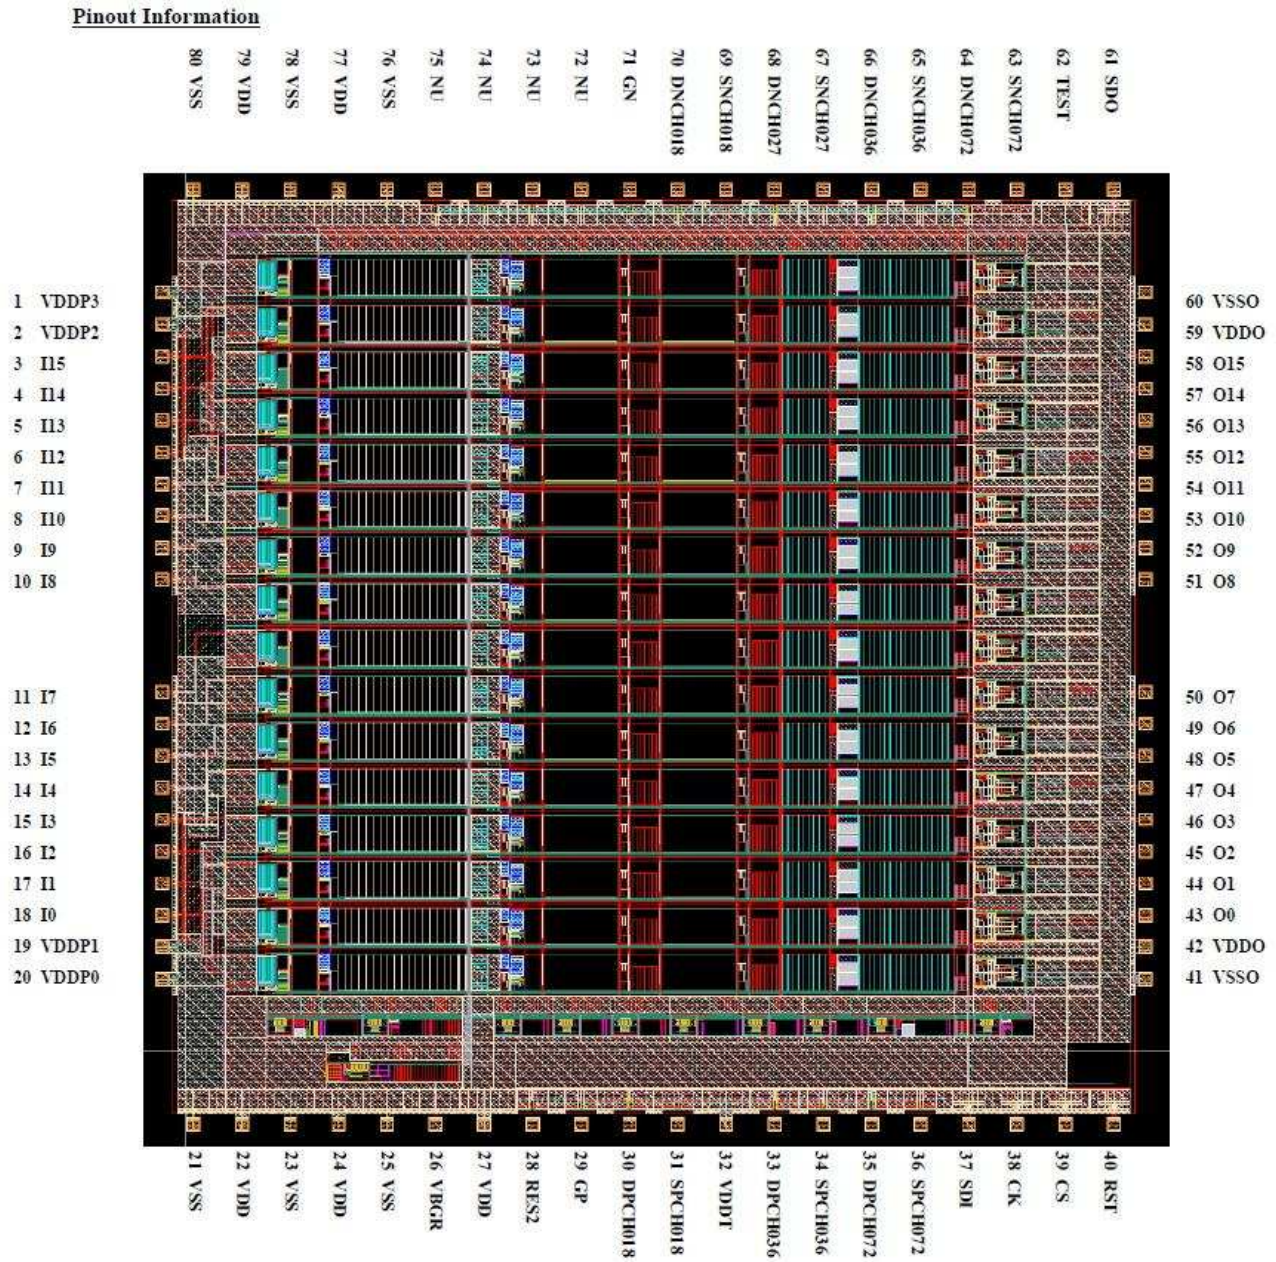 Pinout Information
80 VSS
79 VDD
78 VSS
77 VDD
76 VSS
75 NU
74 NU
73 NU
72 NU
71 GN
70 DNCH018
69 SNCH018
68 DNCH027
67 SNCH027
66 DNCH036
65 SNCH036
64 DNCH072
63 SNCH072
62 TEST
61 SDO
1 VDDP3
2 VDDP2
3 I15
4 I14
5 I13
6 I12
7 I11
8 I10
9 I9
10 I8
11 I7
12 I6
13 I5
14 I4
15 I3
16 I2
17 I1
18 I0
19 VDDP1
20 VDDP0
60 VSSO
59 VDDO
58 O15
57 O14
56 O13
55 O12
54 O11
53 O10
52 O9
51 O8
50 O7
49 O6
48 O5
47 O4
46 O3
45 O2
44 O1
43 O0
42 VDDO
41 VSSO
21 VSS
22 VDD
23 VSS
24 VDD
25 VSS
26 VBGR
27 VDD
28 RES2
29 GP
30 DPCH018
31 SPCH018
32 VDDT
33 DPCH036
34 SPCH036
35 DPCH072
36 SPCH072
37 SDI
38 CK
39 CS
40 RST